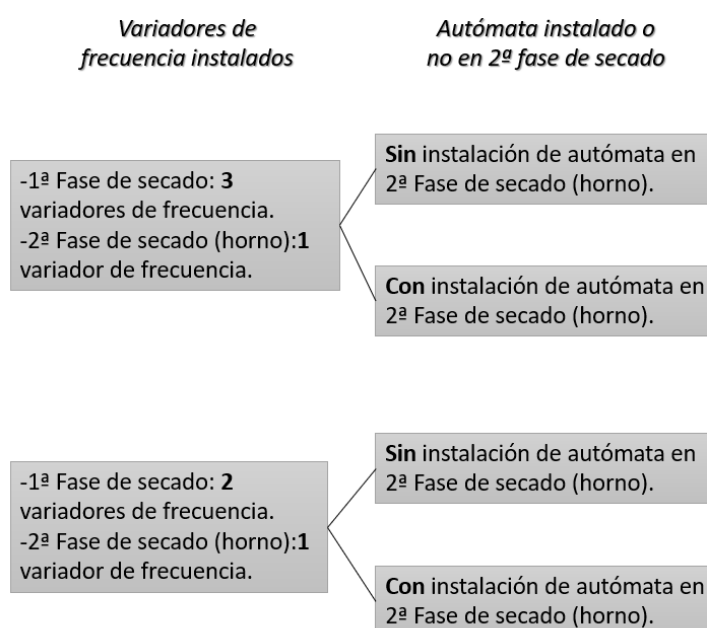 Variadores de
frecuencia instalados
Autómata instalado o
no en 2ª fase de secado
-1ª Fase de secado: 3
variadores de frecuencia.
-2ª Fase de secado (horno):1
variador de frecuencia.
Sin instalación de autómata en
2ª Fase de secado (horno).
Con instalación de autómata en
2ª Fase de secado (horno).
-1ª Fase de secado: 2
variadores de frecuencia.
-2ª Fase de secado (horno):1
variador de frecuencia.
Sin instalación de autómata en
2ª Fase de secado (horno).
Con instalación de autómata en
2ª Fase de secado (horno).